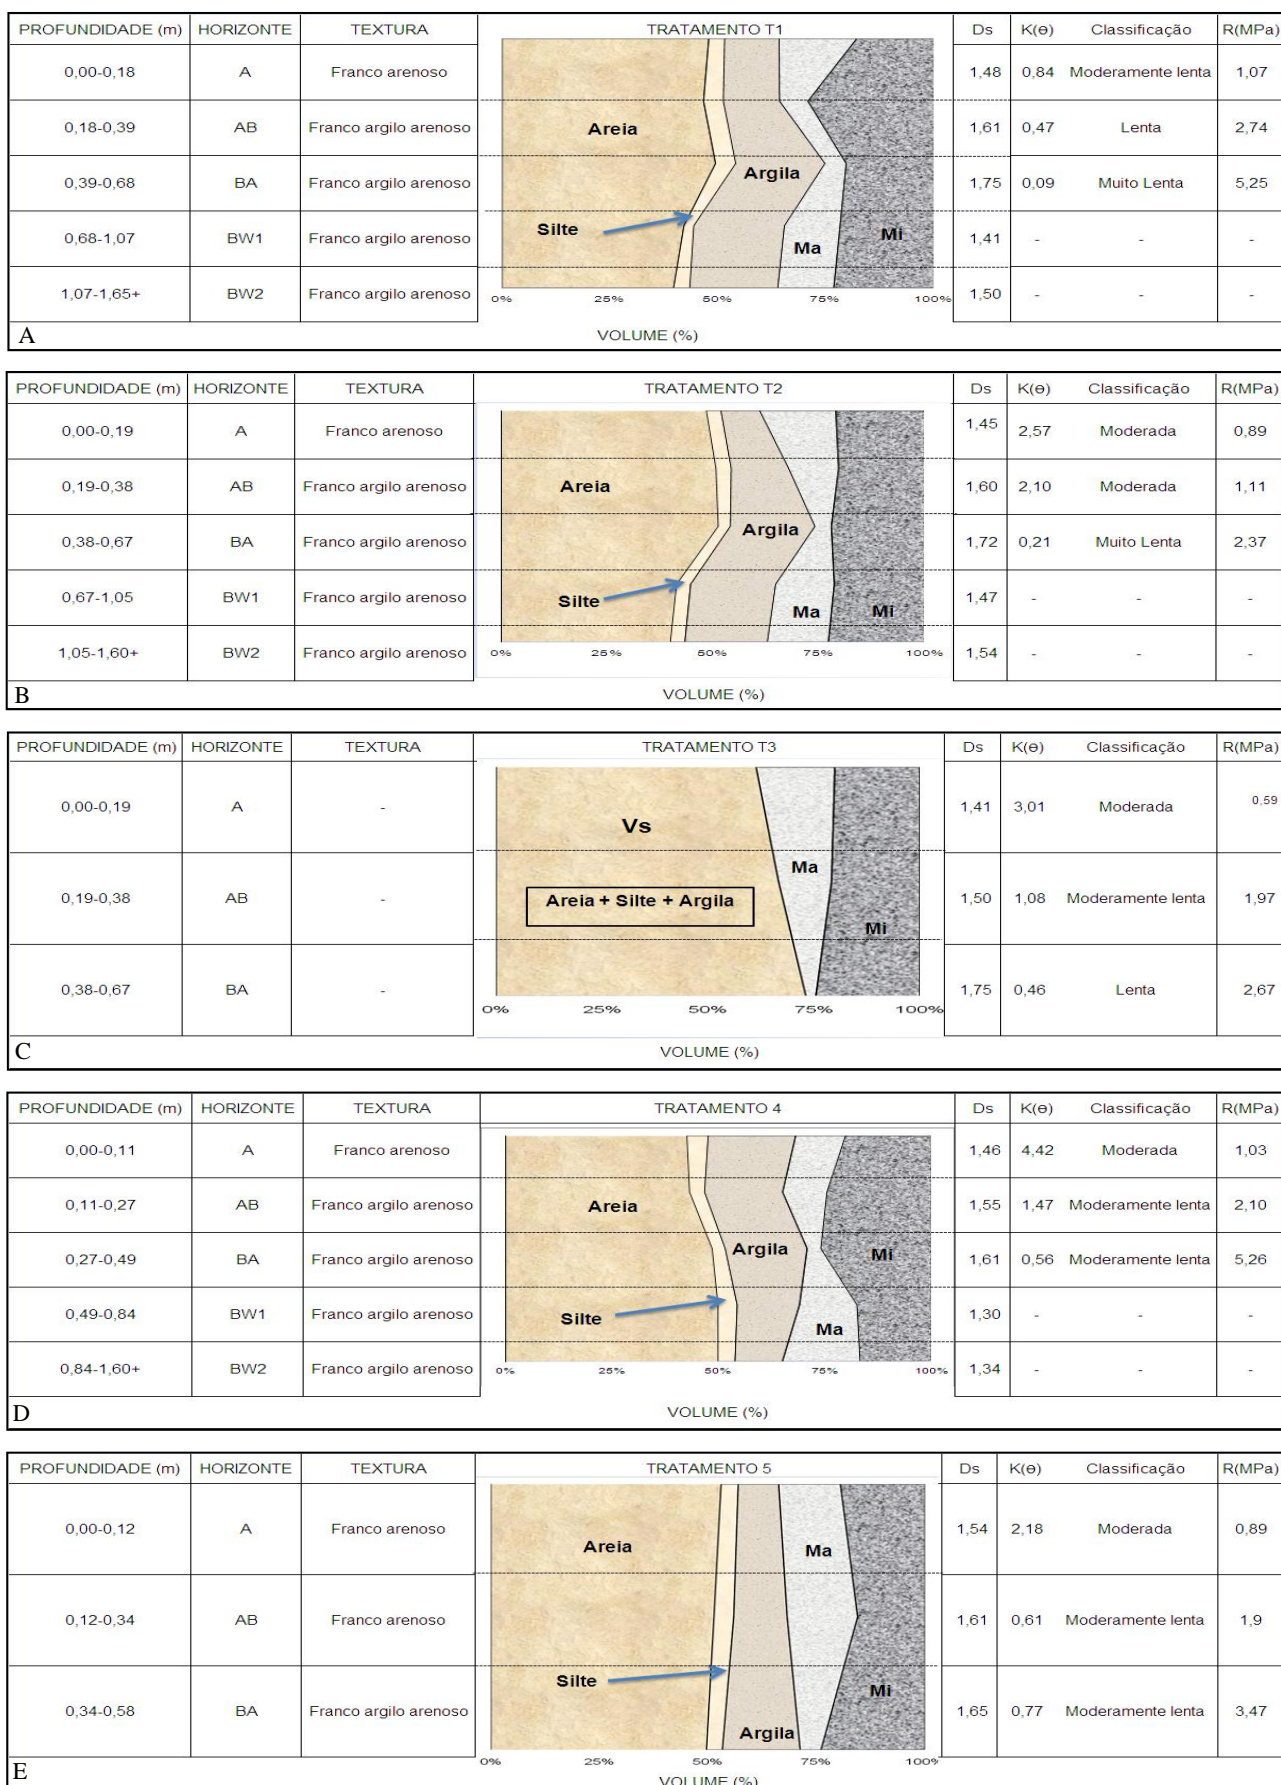 PROFUNDIDADE (m) HORIZONTE TEXTURA TRATAMENTO T1 Ds K(ɵ) Classificação R(MPa)
0,00-0,18 A Franco arenoso 1,48 0,84 Moderamente lenta 1,07
0,18-0,39 AB Franco argilo arenoso Areia 1,61 0,47 Lenta 2,74
0,39-0,68 BA Franco argilo arenoso Argila 1,75 0,09 Muito Lenta 5,25
0,68-1,07 BW1 Franco argilo arenoso Silte Ma Mi 1,41 - - -
1,07-1,65+ BW2 Franco argilo arenoso 0% 25% 50% 75% 100% 1,50 - - -
A VOLUME (%)
PROFUNDIDADE (m) HORIZONTE TEXTURA TRATAMENTO T2 Ds K(ɵ) Classificação R(MPa)
0,00-0,19 A Franco arenoso 1,45 2,57 Moderada 0,89
0,19-0,38 AB Franco argilo arenoso Areia 1,60 2,10 Moderada 1,11
0,38-0,67 BA Franco argilo arenoso Argila 1,72 0,21 Muito Lenta 2,37
0,67-1,05 BW1 Franco argilo arenoso Silte Ma Mi 1,47 - - -
1,05-1,60+ BW2 Franco argilo arenoso 0% 25% 50% 75% 100% 1,54 - - -
B VOLUME (%)
PROFUNDIDADE (m) HORIZONTE TEXTURA TRATAMENTO T3 Ds K(ɵ) Classificação R(MPa)
0,00-0,19 A - Vs 1,41 3,01 Moderada 0,59
0,19-0,38 AB - Areia + Silte + Argila Ma 1,50 1,08 Moderamente lenta 1,97
0,38-0,67 BA - Mi 1,75 0,46 Lenta 2,67
0% 25% 50% 75% 100%
C VOLUME (%)
PROFUNDIDADE (m) HORIZONTE TEXTURA TRATAMENTO 4 Ds K(ɵ) Classificação R(MPa)
0,00-0,11 A Franco arenoso 1,46 4,42 Moderada 1,03
0,11-0,27 AB Franco argilo arenoso Areia 1,55 1,47 Moderamente lenta 2,10
0,27-0,49 BA Franco argilo arenoso Argila Mi 1,61 0,56 Moderamente lenta 5,26
0,49-0,84 BW1 Franco argilo arenoso Silte Ma 1,30 - - -
0,84-1,60+ BW2 Franco argilo arenoso 0% 25% 50% 75% 100% 1,34 - - -
D VOLUME (%)
PROFUNDIDADE (m) HORIZONTE TEXTURA TRATAMENTO 5 Ds K(ɵ) Classificação R(MPa)
0,00-0,12 A Franco arenoso Areia Ma 1,54 2,18 Moderada 0,89
0,12-0,34 AB Franco arenoso 1,61 0,61 Moderamente lenta 1,9
0,34-0,58 BA Franco argilo arenoso Silte Argila Mi 1,65 0,77 Moderamente lenta 3,47
0% 25% 50% 75% 100%
E VOLUME (%)